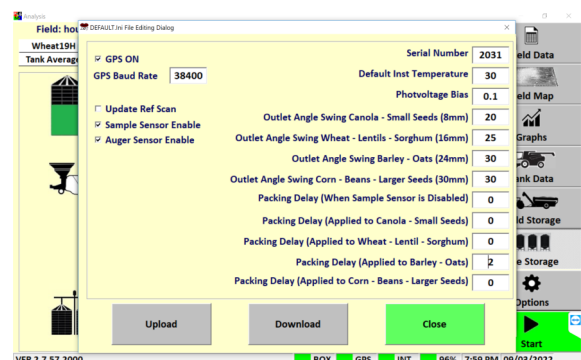 Analysis
DEFAULT.Ini File Editing Dialog
Field: hou
Wheat19H
Tank Average
GPS ON
GPS Baud Rate 38400
Update Ref Scan
Sample Sensor Enable
Auger Sensor Enable
Serial Number 2031
Default Inst Temperature 30
Photvoltage Bias 0.1
Outlet Angle Swing Canola - Small Seeds (8mm) 20
Outlet Angle Swing Wheat - Lentils - Sorghum (16mm) 25
Outlet Angle Swing Barley - Oats (24mm) 30
Outlet Angle Swing Corn - Beans - Larger Seeds (30mm) 30
Packing Delay (When Sample Sensor is Disabled) 0
Packing Delay (Applied to Canola - Small Seeds) 0
Packing Delay (Applied to Wheat - Lentil - Sorghum) 0
Packing Delay (Applied to Barley - Oats) 2
Packing Delay (Applied to Corn - Beans - Larger Seeds) 0
Upload Download Close
eld Data
eld Map
Graphs
nk Data
ld Storage
e Storage
Options
Start
VER 2.7.57.2000 BOX GPS INT 96% 7:59 PM 09/03/2022